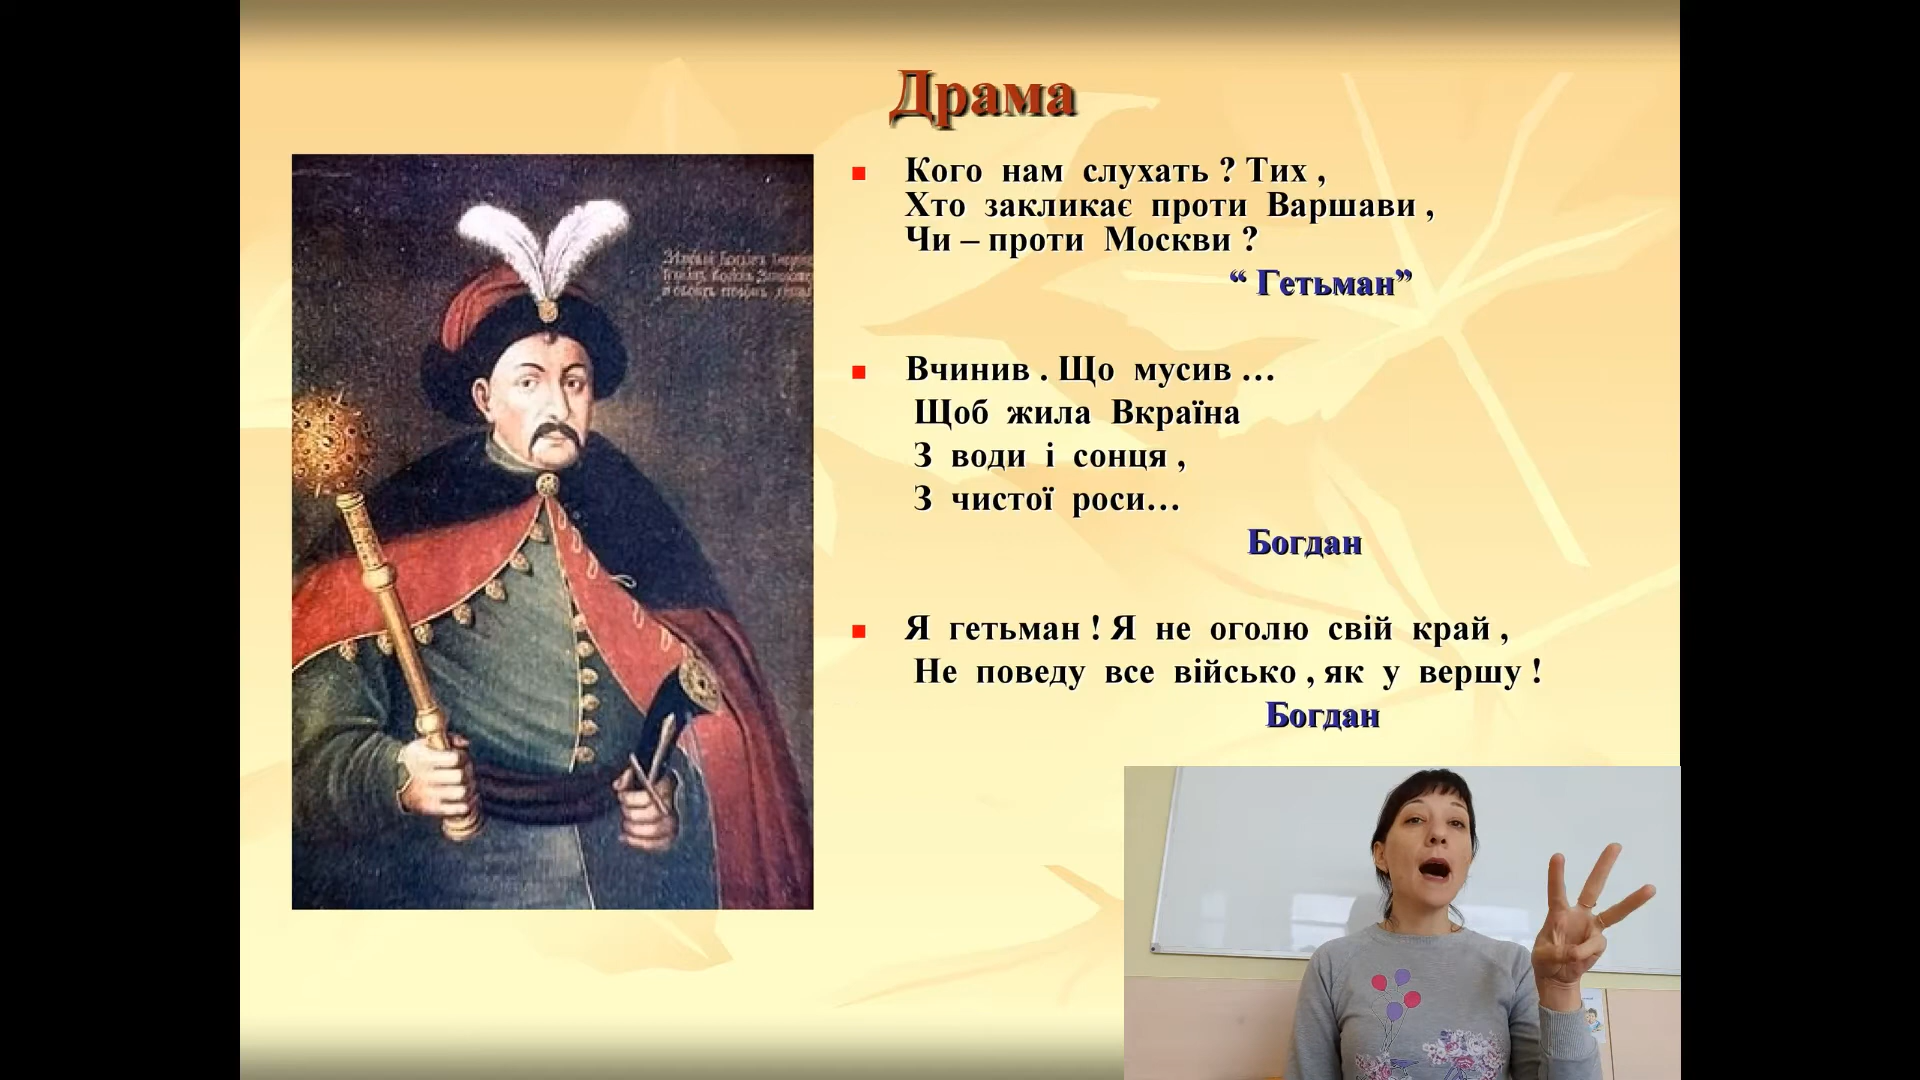 Драма
Кого нам слухать ? Тих ,
Хто закликає проти Варшави ,
Чи – проти Москви ?
“ Гетьман”
Вчинив . Що мусив …
Щоб жила Вкраїна
З води і сонця ,
З чистої роси…
Богдан
Я гетьман ! Я не оголю свій край ,
Не поведу все військо , як у вершу !
Богдан